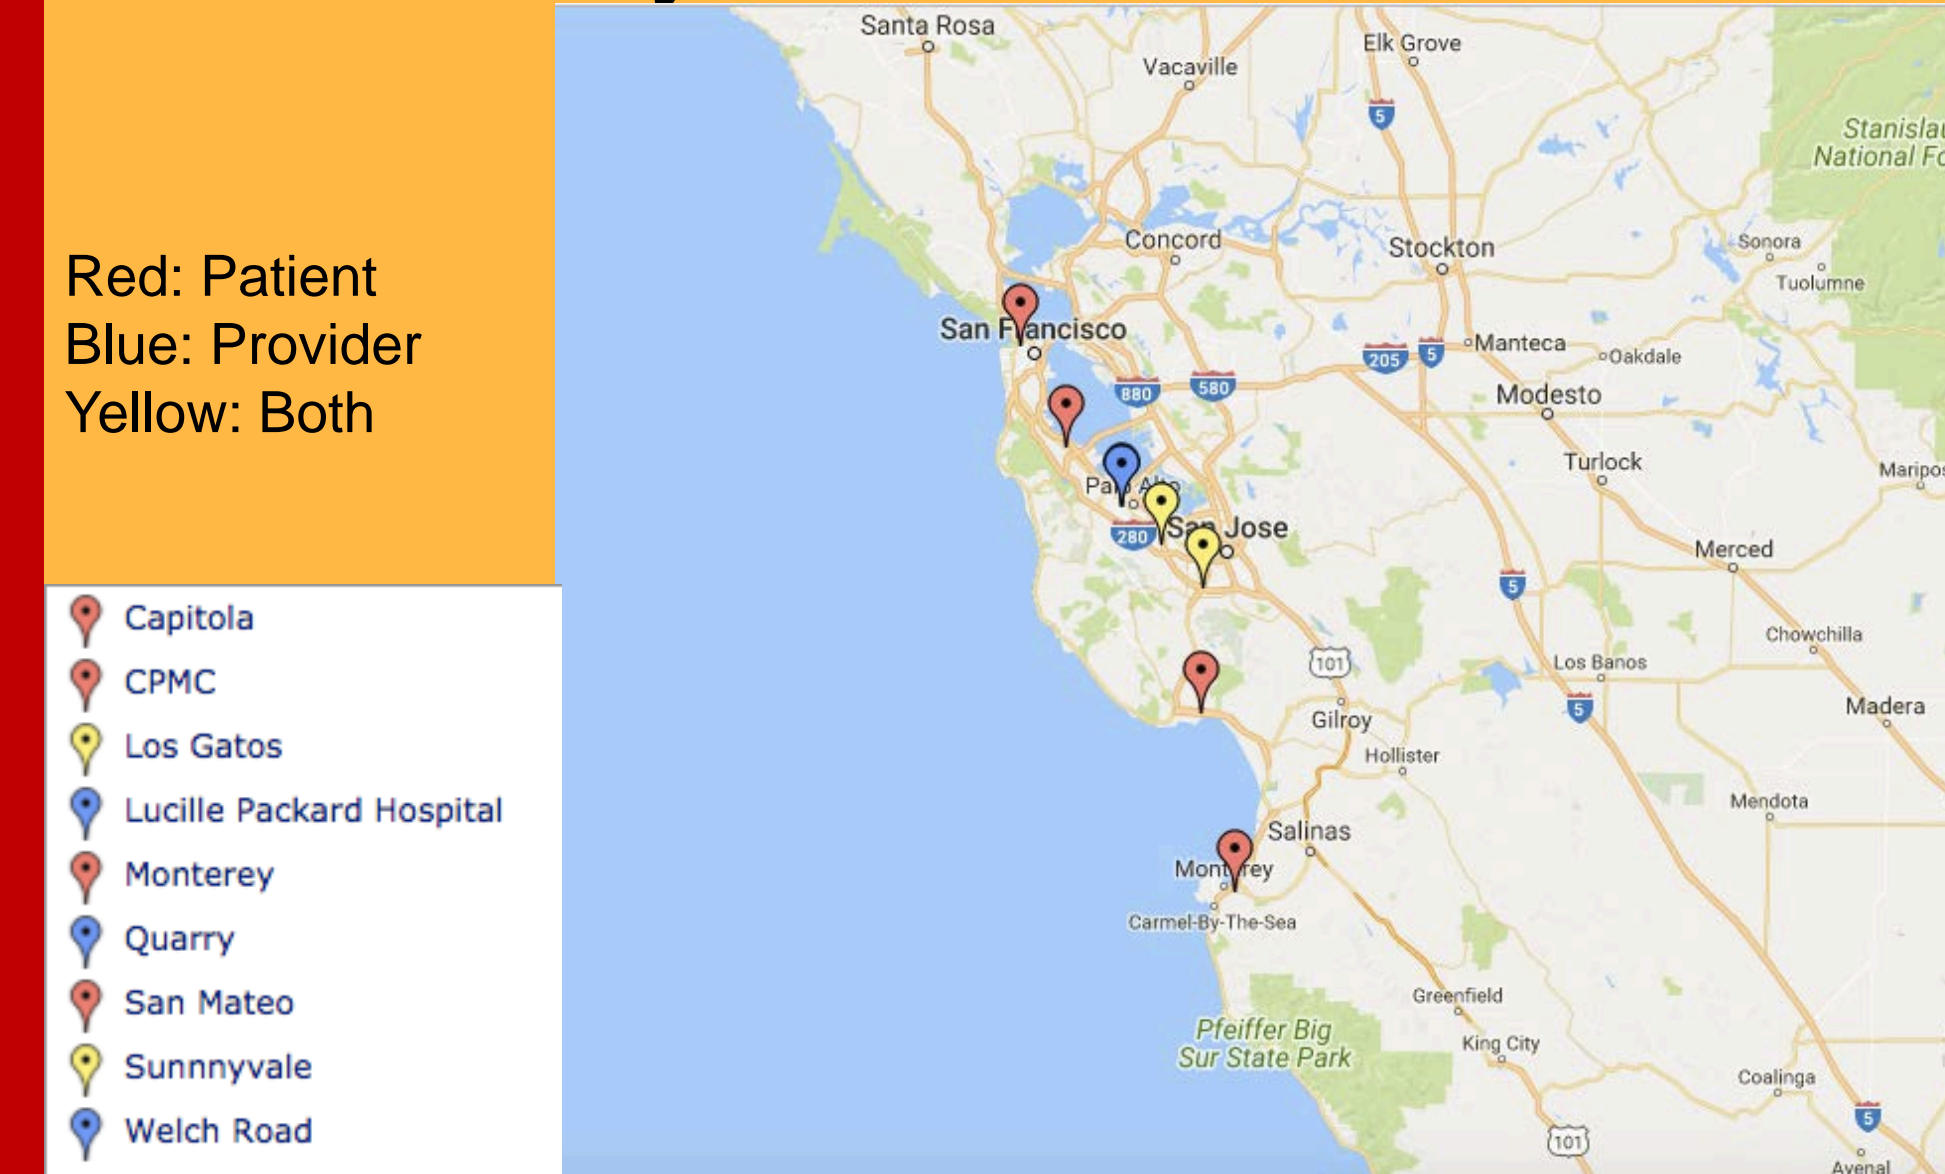 Red: Patient
Blue: Provider
Yellow: Both
Capitola
CPMC
Los Gatos
Lucille Packard Hospital
Monterey
Quarry
San Mateo
Sunnnyvale
Welch Road
Santa Rosa
Elk Grove
Vacaville
5
Stanislau
National Fo
Concord
Stockton
Sonora
Tuolumne
San Francisco
Manteca
Oakdale
205
5
880
580
Modesto
Turlock
Maripos
Palo Alto
San Jose
280
Merced
5
Chowchilla
101
Los Banos
5
Madera
Gilroy
Hollister
Mendota
Salinas
Monterey
Carmel-By-The-Sea
Greenfield
Pfeiffer Big
Sur State Park
King City
Coalinga
5
101
Avenal